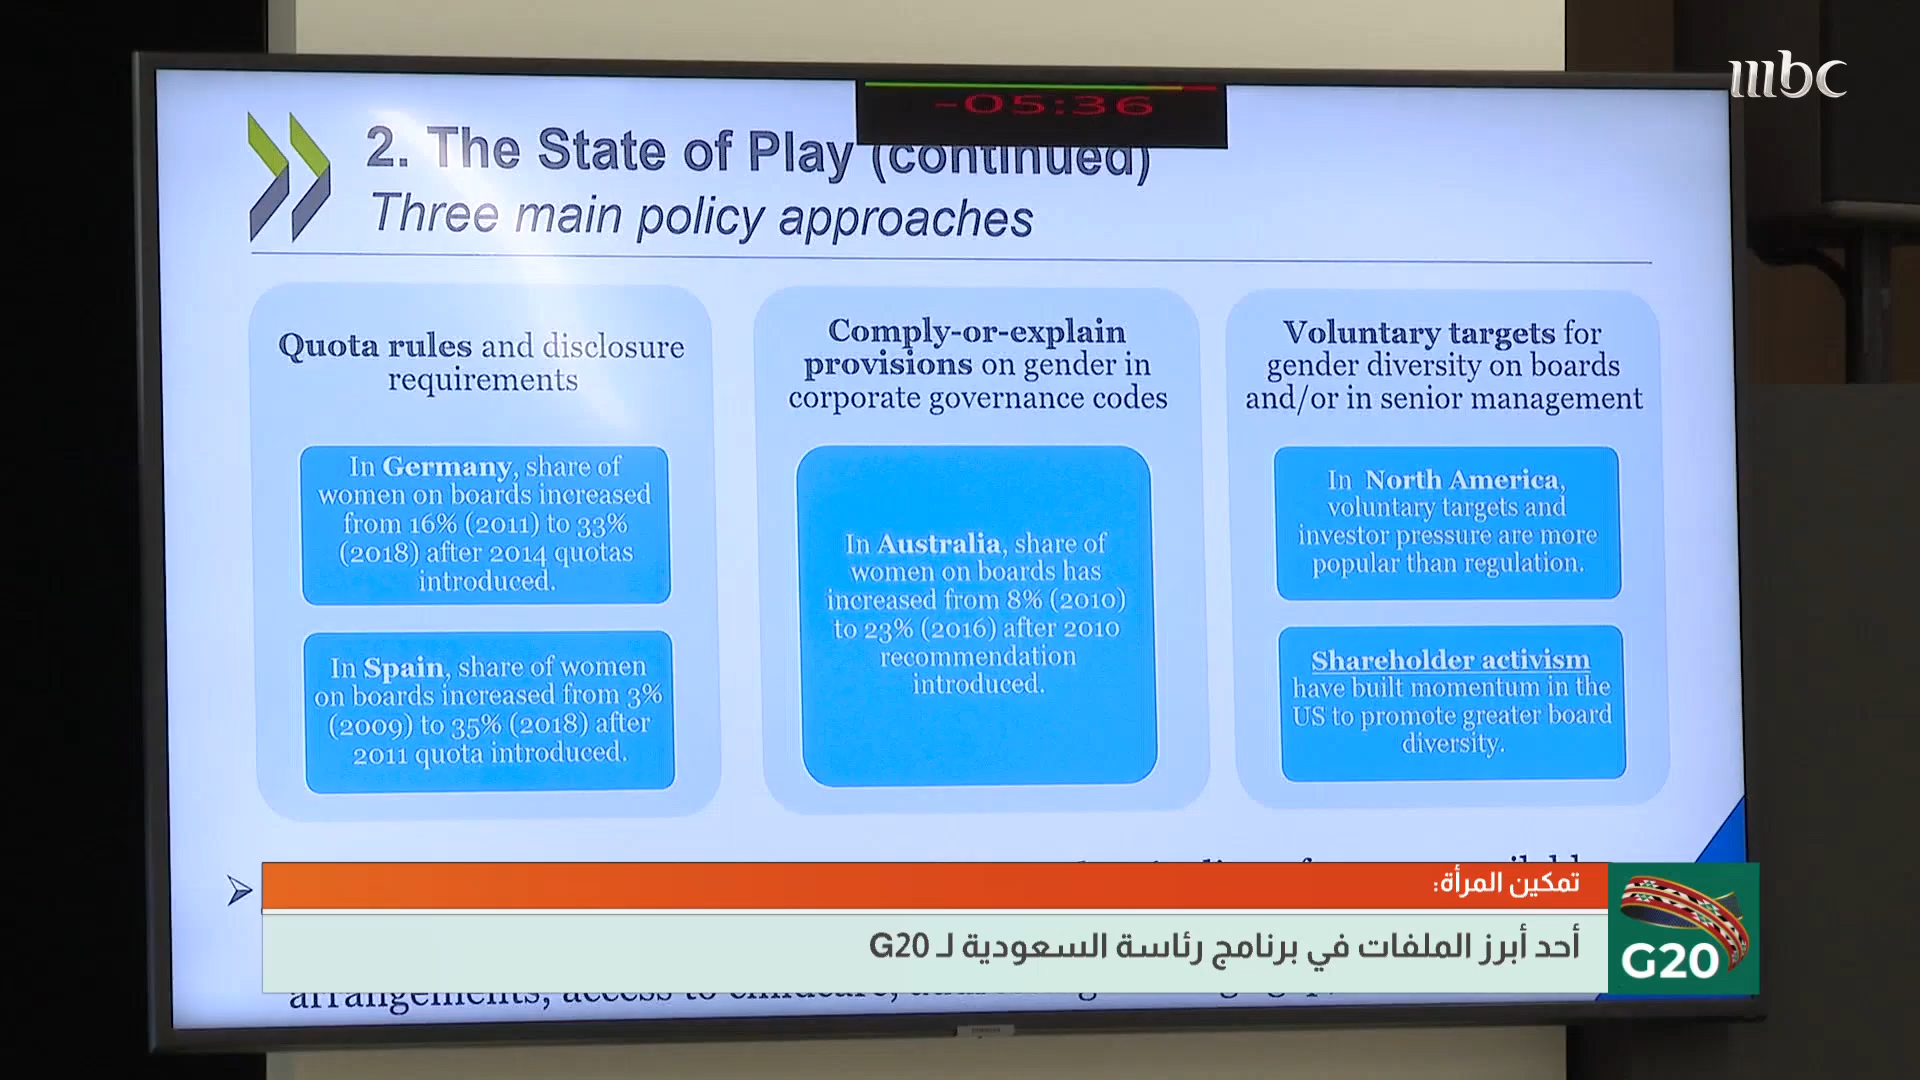 mbc
-05:36
2. The State of Play (continued)
Three main policy approaches
Quota rules and disclosure
requirements
In Germany, share of
women on boards increased
from 16% (2011) to 33%
(2018) after 2014 quotas
introduced.
In Spain, share of women
on boards increased from 3%
(2009) to 35% (2018) after
2011 quota introduced.
Comply-or-explain
provisions on gender in
corporate governance codes
In Australia, share of
women on boards has
increased from 8% (2010)
to 23% (2016) after 2010
recommendation
introduced.
Voluntary targets for
gender diversity on boards
and/or in senior management
In North America,
voluntary targets and
investor pressure are more
popular than regulation.
Shareholder activism
have built momentum in the
US to promote greater board
diversity.
تمكين المرأة:
أحد أبرز الملفات في برنامج رئاسة السعودية لـ G20
G20
arrangements, access to childcare,